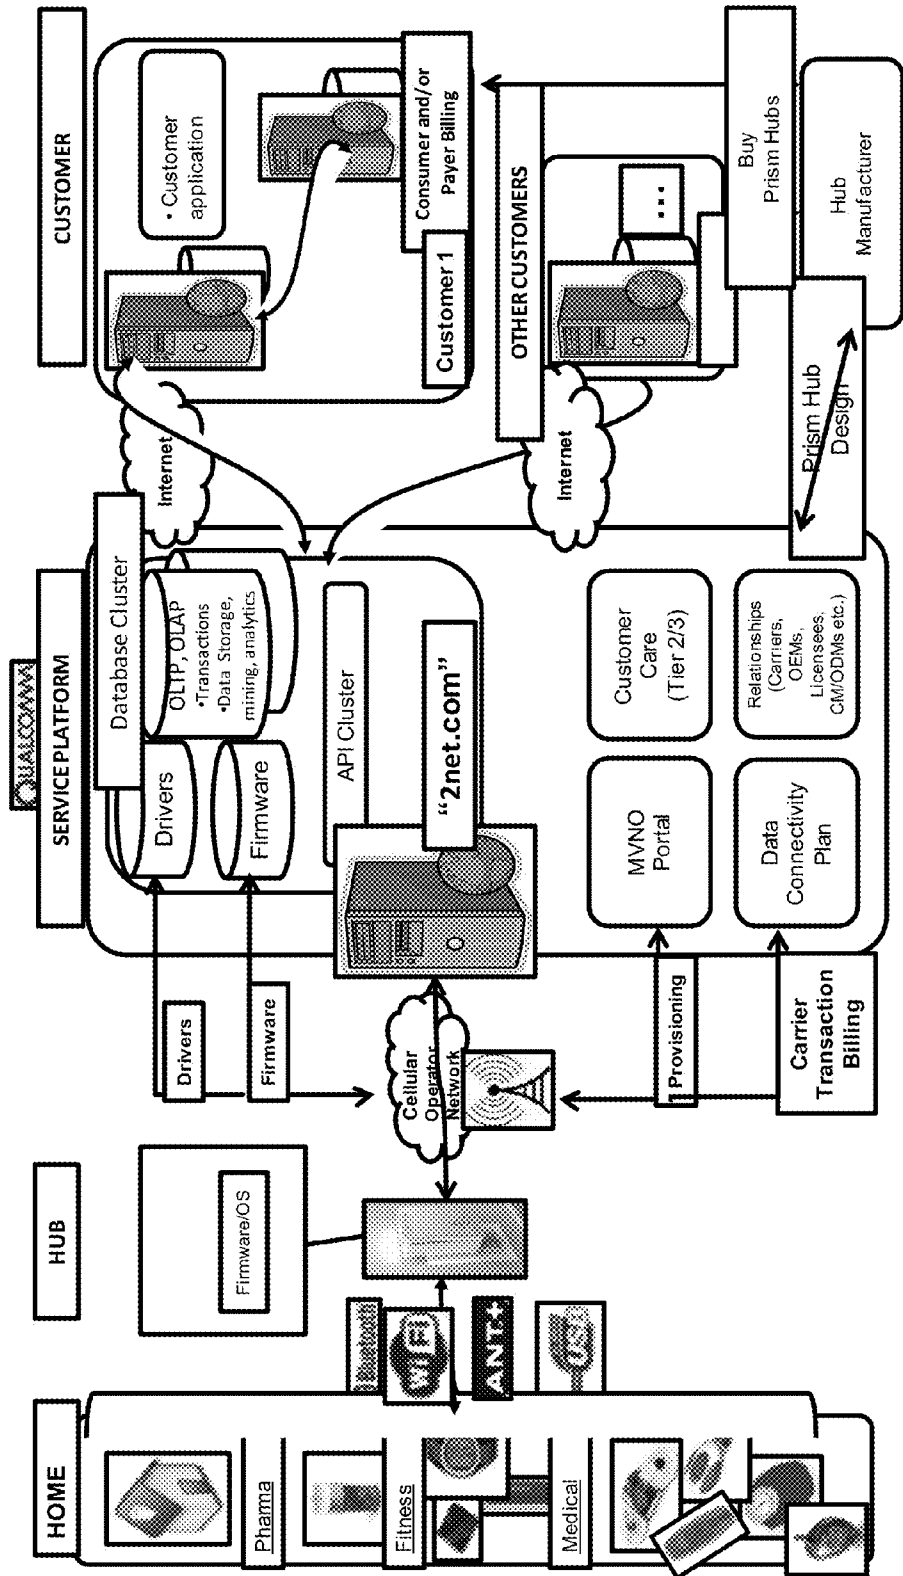 HOME
Pharma
Fitness
Medical
Bluetooth
WiFi
ANT+
USB
HUB
Firmware/OS
Drivers
Firmware
Cellular
Operator
Network
Provisioning
Carrier
Transaction
Billing
QUALCOMM
SERVICE PLATFORM
Database Cluster
Drivers
Firmware
OLTP, OLAP
•Transactions
•Data Storage,
mining, analytics
API Cluster
“2net.com”
MVNO
Portal
Customer
Care
(Tier 2/3)
Data
Connectivity
Plan
Relationships
(Carriers,
OEMs,
Licensees,
CM/ODMs etc.)
Internet
Internet
CUSTOMER
• Customer
application
Consumer and/or
Payer Billing
Customer 1
OTHER CUSTOMERS
...
Buy
Prism Hubs
Prism Hub
Design
Hub
Manufacturer